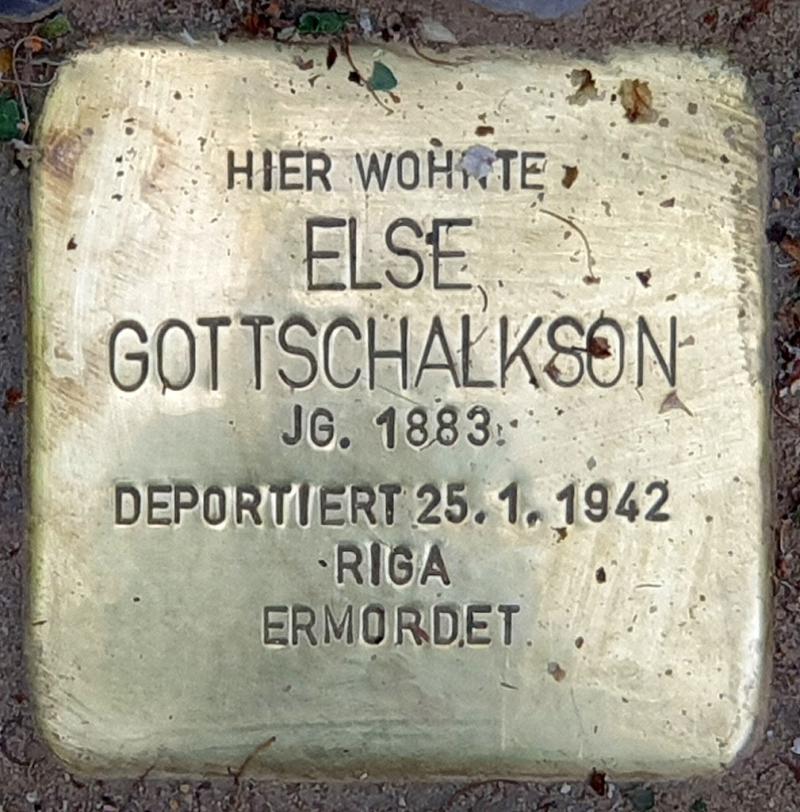 HIER WOHNTE
ELSE
GOTTSCHALKSON
JG. 1883
DEPORTIERT 25.1.1942
RIGA
ERMORDET